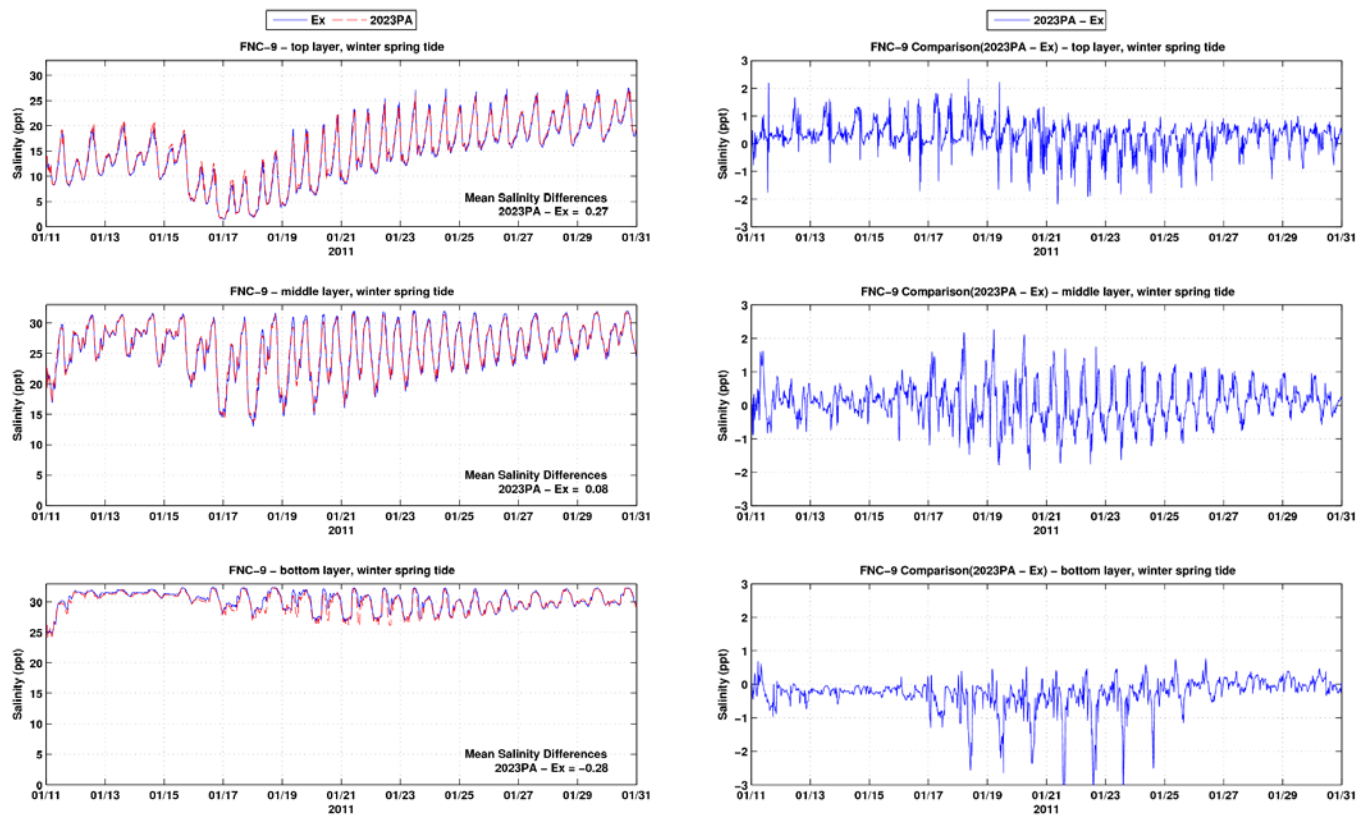 Ex 2023PA
2023PA − Ex
FNC−9 − top layer, winter spring tide
Salinity (ppt)
30
25
20
15
10
5
0
Mean Salinity Differences
2023PA − Ex = 0.27
01/11 01/13 01/15 01/17 01/19 01/21 01/23 01/25 01/27 01/29 01/31
2011
FNC−9 Comparison(2023PA − Ex) − top layer, winter spring tide
Salinity (ppt)
3
2
1
0
−1
−2
−3
01/11 01/13 01/15 01/17 01/19 01/21 01/23 01/25 01/27 01/29 01/31
2011
FNC−9 − middle layer, winter spring tide
Salinity (ppt)
30
25
20
15
10
5
0
Mean Salinity Differences
2023PA − Ex = 0.08
01/11 01/13 01/15 01/17 01/19 01/21 01/23 01/25 01/27 01/29 01/31
2011
FNC−9 Comparison(2023PA − Ex) − middle layer, winter spring tide
Salinity (ppt)
3
2
1
0
−1
−2
−3
01/11 01/13 01/15 01/17 01/19 01/21 01/23 01/25 01/27 01/29 01/31
2011
FNC−9 − bottom layer, winter spring tide
Salinity (ppt)
30
25
20
15
10
5
0
Mean Salinity Differences
2023PA − Ex = −0.28
01/11 01/13 01/15 01/17 01/19 01/21 01/23 01/25 01/27 01/29 01/31
2011
FNC−9 Comparison(2023PA − Ex) − bottom layer, winter spring tide
Salinity (ppt)
3
2
1
0
−1
−2
−3
01/11 01/13 01/15 01/17 01/19 01/21 01/23 01/25 01/27 01/29 01/31
2011